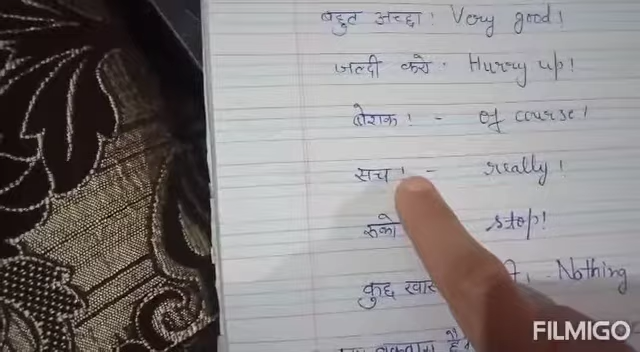 बहुत अच्छा! Very good!
जल्दी करो - Hurry up!
बेशक! - Of course!
सच! - really!
रुको stop!
कुछ खास Nothing
है
FILMIGO